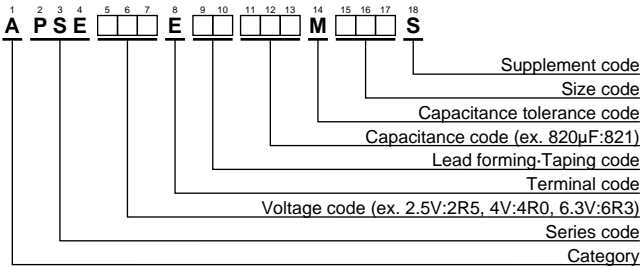 1 2 3 4 5 6 7 8 9 10 11 12 13 14 15 16 17 18
A P S E E M S
Supplement code
Size code
Capacitance tolerance code
Capacitance code (ex. 820µF:821)
Lead forming·Taping code
Terminal code
Voltage code (ex. 2.5V:2R5, 4V:4R0, 6.3V:6R3)
Series code
Category